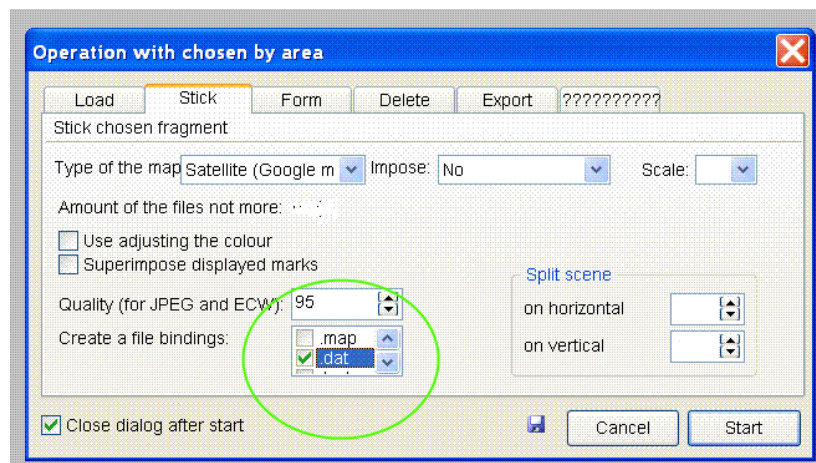 Operation with chosen by area
Load Stick Form Delete Export ??????????
Stick chosen fragment
Type of the map Satellite (Google m Impose: No Scale:
Amount of the files not more:
Use adjusting the colour
Superimpose displayed marks
Split scene
Quality (for JPEG and ECW): 95
on horizontal
Create a file bindings: .map
.dat
on vertical
Close dialog after start Cancel Start